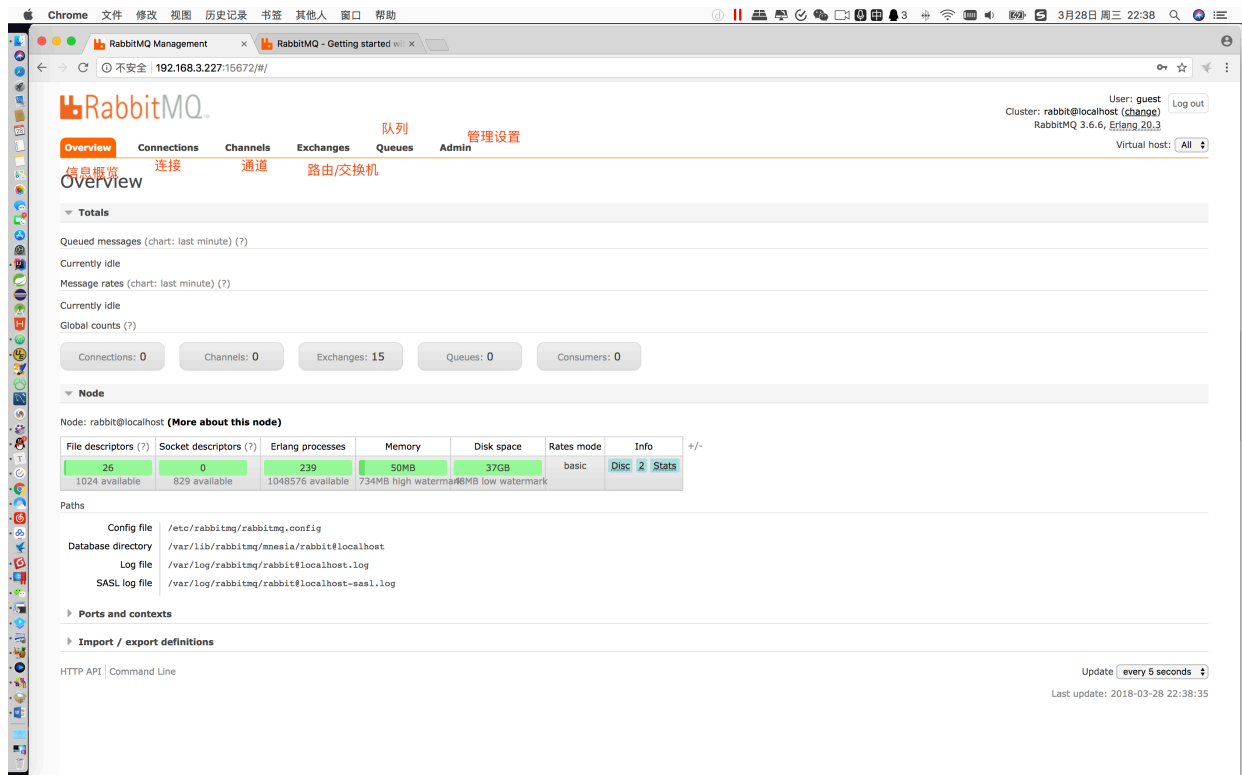 Chrome 文件 修改 视图 历史记录 书签 其他人 窗口 帮助 3 3月28日 周三 22:38
RabbitMQ Management × RabbitMQ - Getting started wit ×
不安全 192.168.3.227:15672/#/
RabbitMQ
User: guest Log out
Cluster: rabbit@localhost (change)
RabbitMQ 3.6.6, Erlang 20.3
Virtual host: All
队列 管理设置
Overview Connections Channels Exchanges Queues Admin
信息概览 连接 通道 路由/交换机
Overview
Totals
Queued messages (chart: last minute) (?)
Currently idle
Message rates (chart: last minute) (?)
Currently idle
Global counts (?)
Connections: 0 Channels: 0 Exchanges: 15 Queues: 0 Consumers: 0
Node
Node: rabbit@localhost (More about this node)
File descriptors (?) Socket descriptors (?) Erlang processes Memory Disk space Rates mode Info +/-
26 0 239 50MB 37GB basic Disc 2 Stats
1024 available 829 available 1048576 available 734MB high watermark 48MB low watermark
Paths
Config file /etc/rabbitmq/rabbitmq.config
Database directory /var/lib/rabbitmq/mnesia/rabbit@localhost
Log file /var/log/rabbitmq/rabbit@localhost.log
SASL log file /var/log/rabbitmq/rabbit@localhost-sasl.log
Ports and contexts
Import / export definitions
HTTP API Command Line Update every 5 seconds
Last update: 2018-03-28 22:38:35